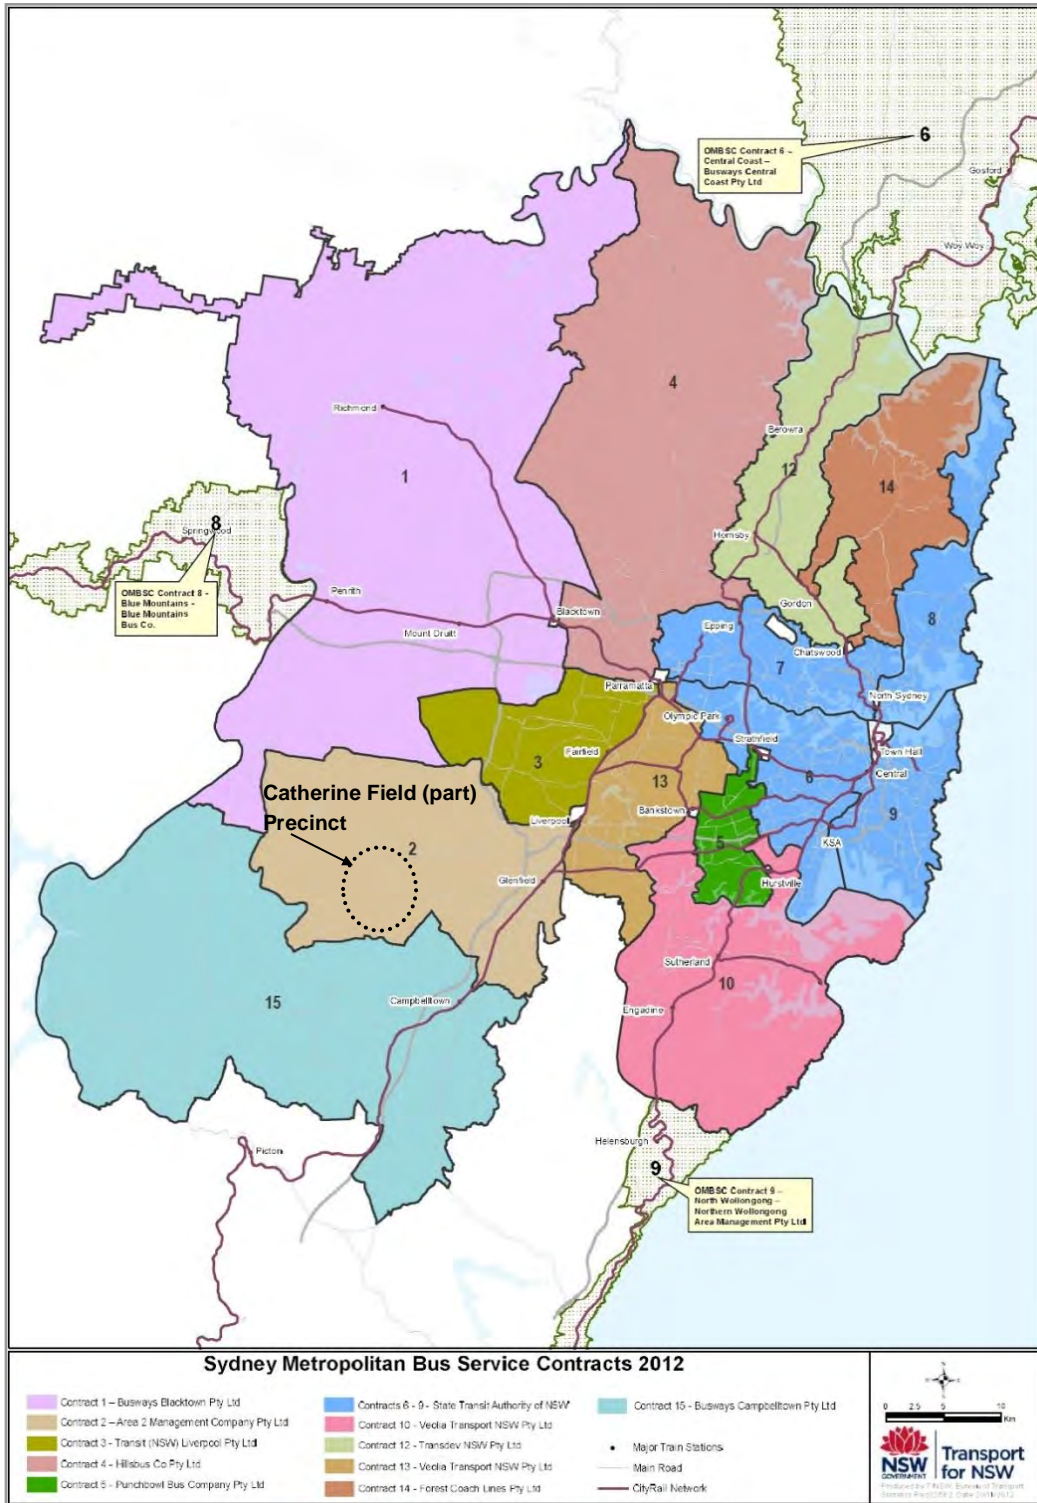 6
OMBSC Contract 6 –
Central Coast –
Busways Central
Coast Pty Ltd
Gosford
Woy Woy
4
Richmond
Berowra
1
12
14
8
Springwood
Hornsby
OMBSC Contract 8 -
Blue Mountains -
Blue Mountains
Bus Co.
Penrith
Blacktown
Gordon
Mount Druitt
Epping
8
Chatswood
7
Parramatta
North Sydney
Olympic Park
Strathfield
Town Hall
Fairfield
3
Central
13
6
Catherine Field (part)
Precinct
Bankstown
9
Liverpool
2
5
KSA
Glenfield
Hurstville
Sutherland
10
15
Campbelltown
Engadine
Helensburgh
Picton
9
OMBSC Contract 9 –
North Wollongong –
Northern Wollongong
Area Management Pty Ltd
Sydney Metropolitan Bus Service Contracts 2012
Contract 1 – Busways Blacktown Pty Ltd
Contract 2 – Area 2 Management Company Pty Ltd
Contract 3 - Transit (NSW) Liverpool Pty Ltd
Contract 4 - Hillsbus Co Pty Ltd
Contract 5 - Punchbowl Bus Company Pty Ltd
Contracts 6 - 9 - State Transit Authority of NSW
Contract 10 - Veolia Transport NSW Pty Ltd
Contract 12 - Transdev NSW Pty Ltd
Contract 13 - Veolia Transport NSW Pty Ltd
Contract 14 - Forest Coach Lines Pty Ltd
Contract 15 - Busways Campbelltown Pty Ltd
Major Train Stations
Main Road
CityRail Network
N
0 2.5 5 10
Km
NSW
GOVERNMENT
Transport
for NSW